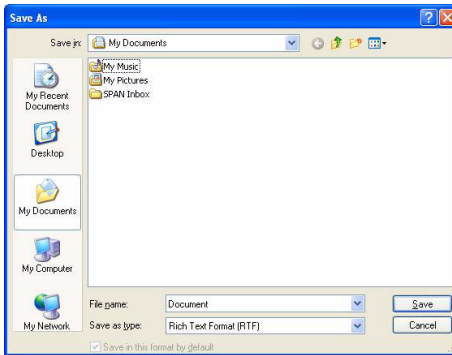 Save As
Save in:
My Documents
My Music
My Pictures
SPAN Inbox
My Recent
Documents
Desktop
My Documents
My Computer
My Network
File name:
Document
Save
Save as type:
Rich Text Format (RTF)
Cancel
Save in this format by default